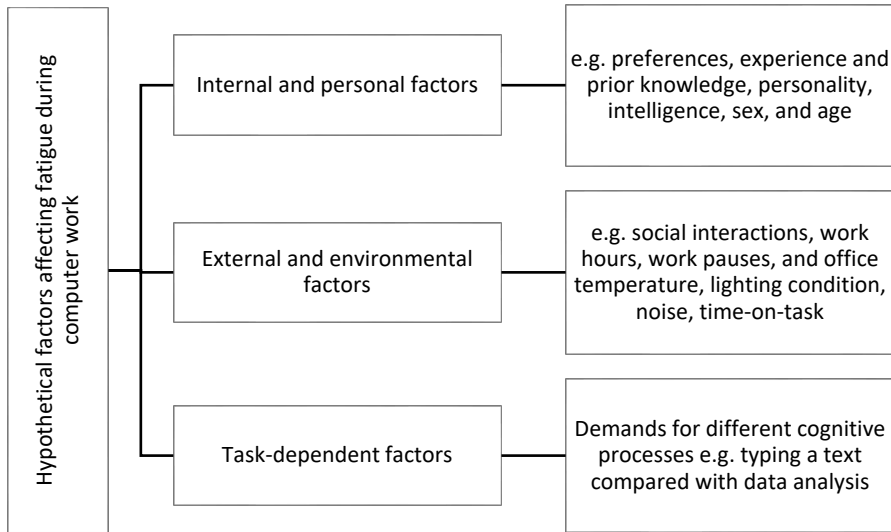 Hypothetical factors affecting fatigue during
computer work
Internal and personal factors
e.g. preferences, experience and
prior knowledge, personality,
intelligence, sex, and age
External and environmental
factors
e.g. social interactions, work
hours, work pauses, and office
temperature, lighting condition,
noise, time-on-task
Task-dependent factors
Demands for different cognitive
processes e.g. typing a text
compared with data analysis